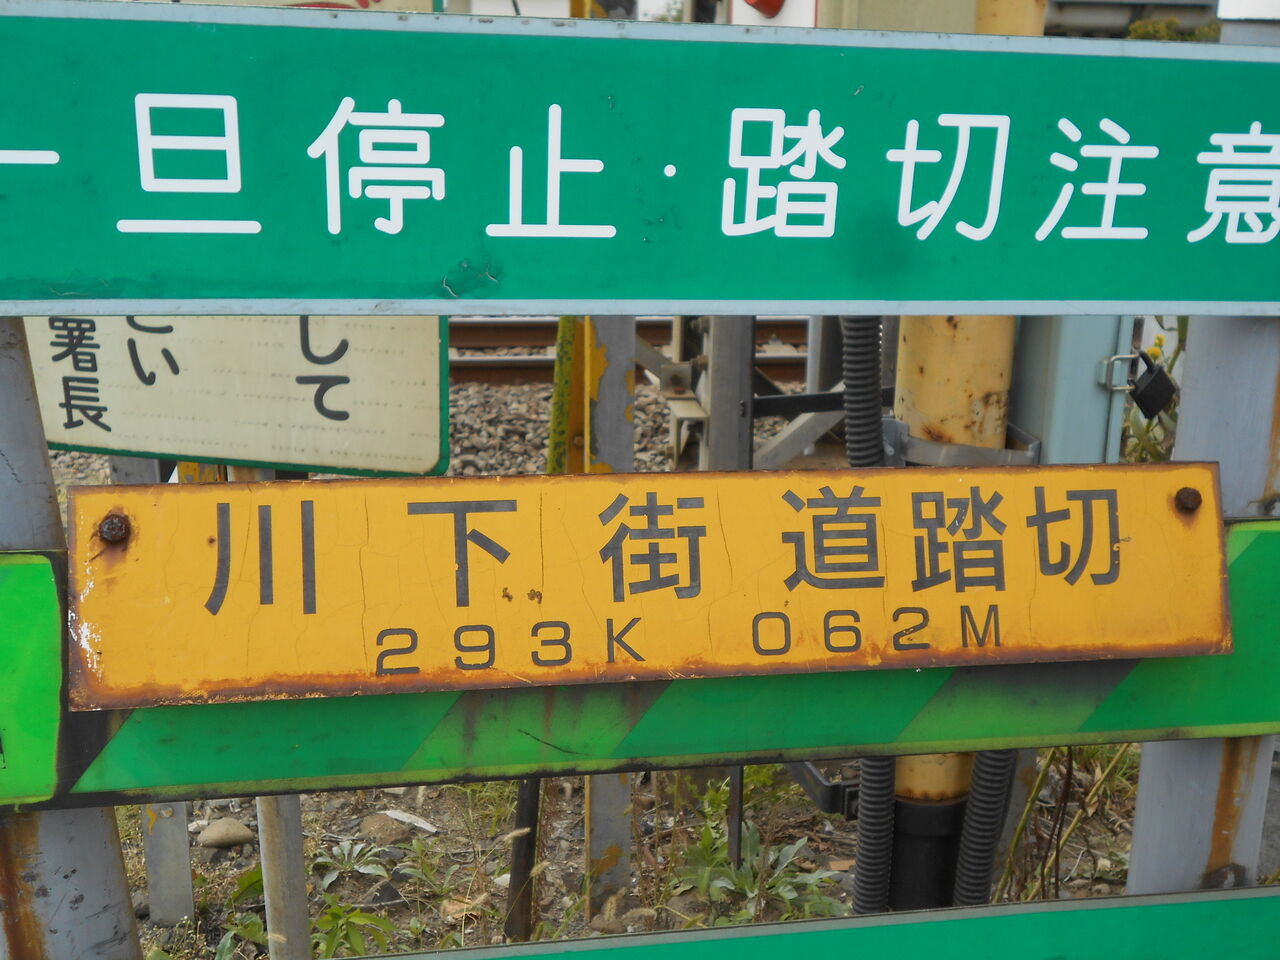 一旦停止・踏切注意
して
さい
署長
川下街道踏切
293K 062M